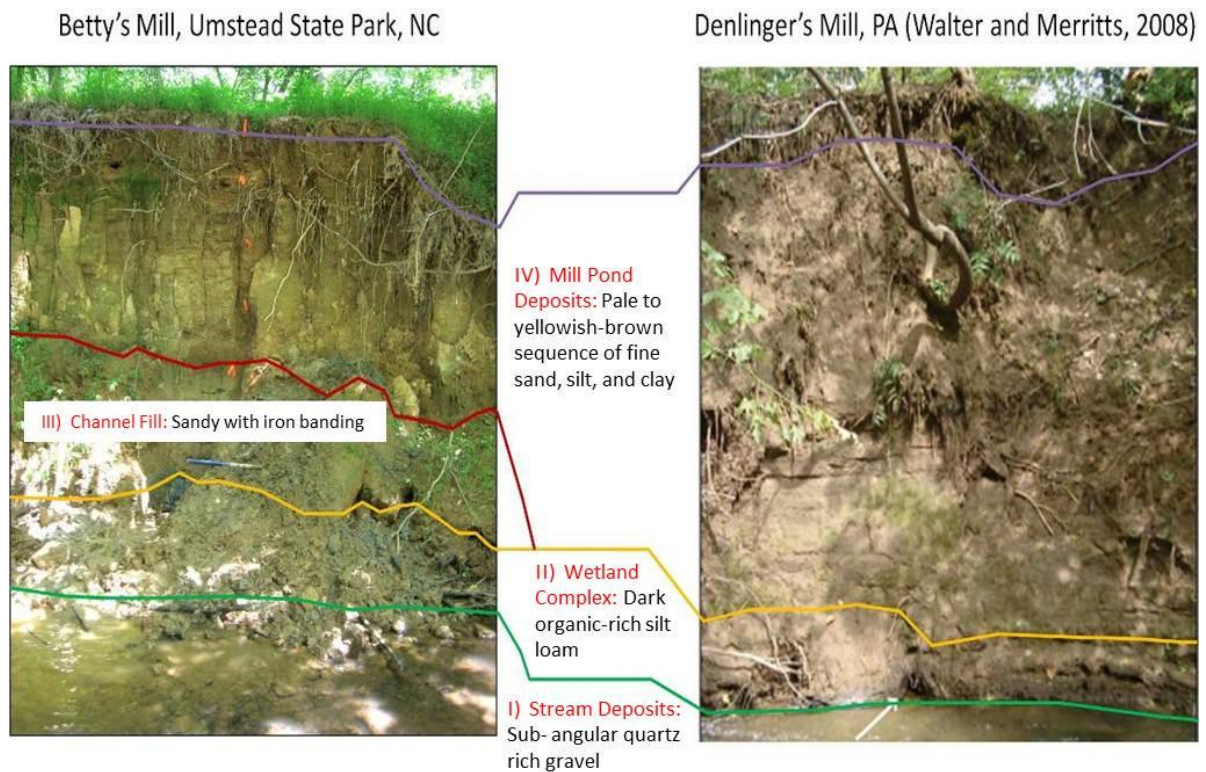 Betty's Mill, Umstead State Park, NC
Denlinger's Mill, PA (Walter and Merritts, 2008)
IV) Mill Pond
Deposits: Pale to
yellowish-brown
sequence of fine
sand, silt, and clay
III) Channel Fill: Sandy with iron banding
II) Wetland
Complex: Dark
organic-rich silt
loam
I) Stream Deposits:
Sub- angular quartz
rich gravel